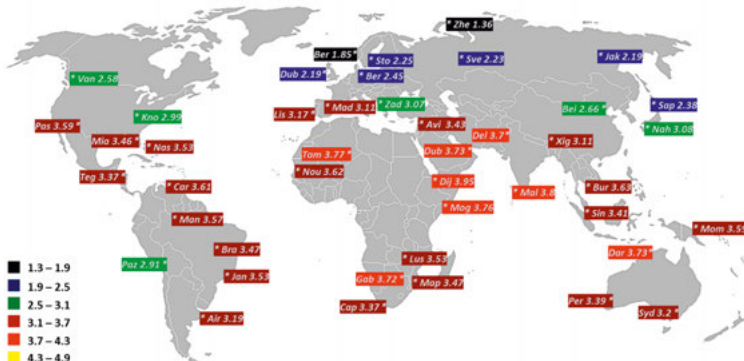 * Zhe 1.36
Ber 1.85*
* Sto 2.25
* Sve 2.23
* Jak 2.19
Dub 2.19*
* Ber 2.45
* Van 2.58
* Kno 2.99
Lis 3.17*
* Mad 3.11
* Zad 3.07
Bei 2.66*
* Sap 2.38
Pas 3.59*
Mia 3.46*
* Nas 3.53
* Avi 3.43
Del 3.7*
* Nah 3.08
Tam 3.77*
Dub 3.73*
* Xig 3.11
Teg 3.37*
* Car 3.61
* Nou 3.62
* Dij 3.95
* Mal 3.8
* Bur 3.63
* Man 3.57
* Mog 3.76
* Sin 3.41
* Mom 3.55
* Bra 3.47
Paz 2.91*
* Jan 3.53
* Lus 3.53
Dar 3.73*
Gab 3.72*
* Map 3.47
* Air 3.19
Cap 3.37*
Per 3.39*
Syd 3.2*
1.3 – 1.9
1.9 – 2.5
2.5 – 3.1
3.1 – 3.7
3.7 – 4.3
4.3 – 4.9